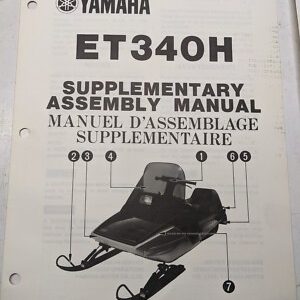 YAMAHA
ET340H
SUPPLEMENTARY
ASSEMBLY MANUAL
MANUEL D'ASSEMBLAGE
SUPPLEMENTAIRE
2 3 4 1 6 5
7